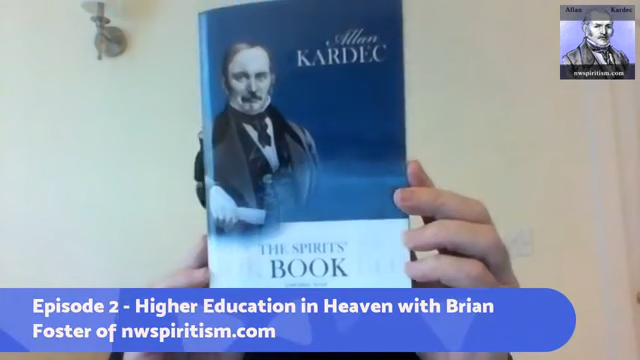 Allan Kardec
nwspiritism.com
Allan
KARDEC
THE SPIRITS'
BOOK
Episode 2 - Higher Education in Heaven with Brian
Foster of nwspiritism.com